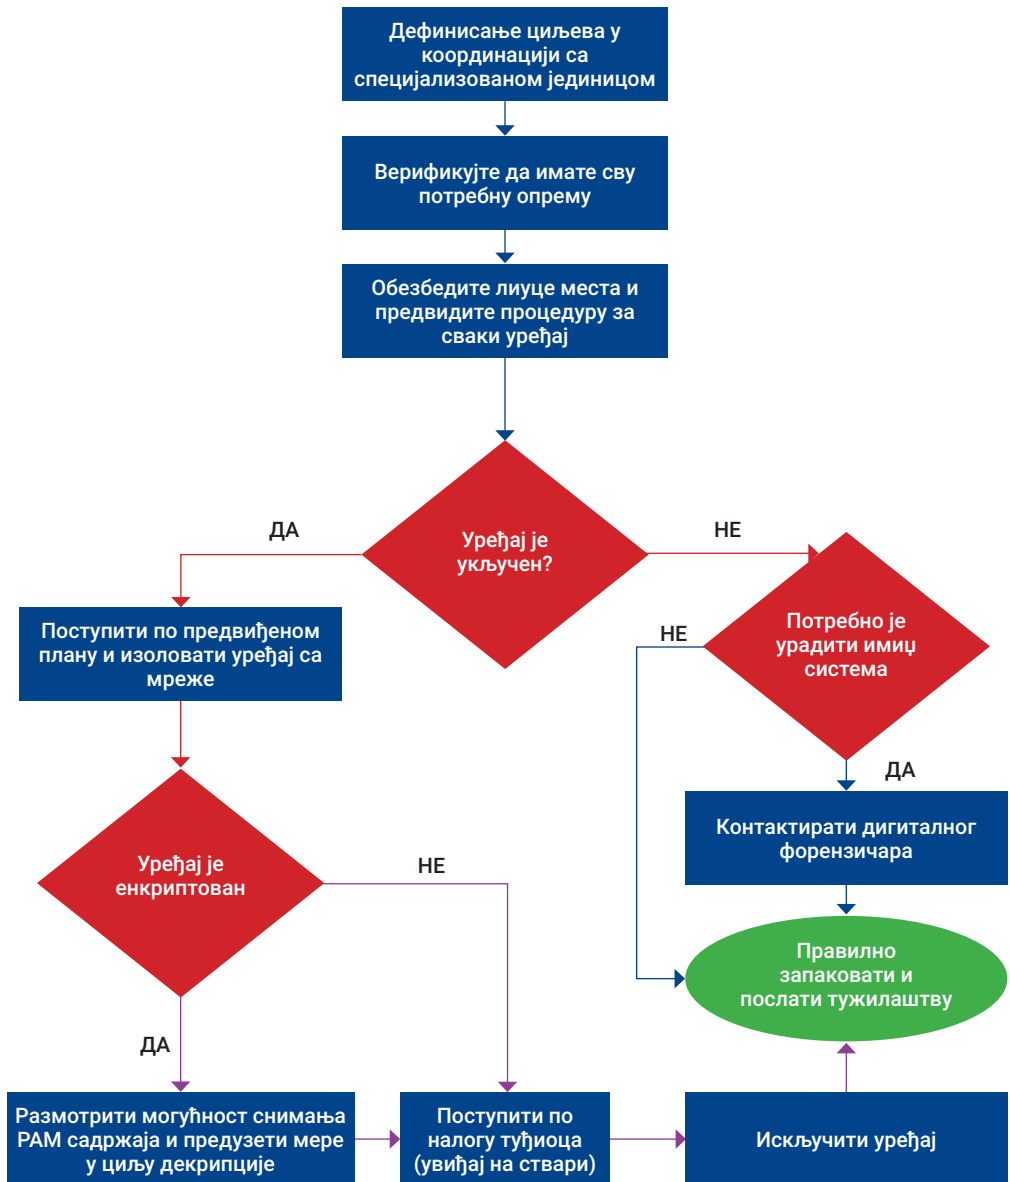 Дефинисање циљева у
координацији са
специјализованом јединицом
Верификујте да имате сву
потребну опрему
Обезбедите лиуце места и
предвидите процедуру за
сваки уређај
Уређај је
укључен?
ДА
НЕ
Поступити по предвиђеном
плану и изоловати уређај са
мреже
Потребно је
урадити имиџ
система
НЕ
ДА
Контактирати дигиталног
форензичара
Уређај је
енкриптован
НЕ
ДА
Правилно
запаковати и
послати тужилаштву
Размотрити могућност снимања
РАМ садржаја и предузети мере
у циљу декрипције
Поступити по
налогу туђиоца
(увиђај на ствари)
Искључити уређај